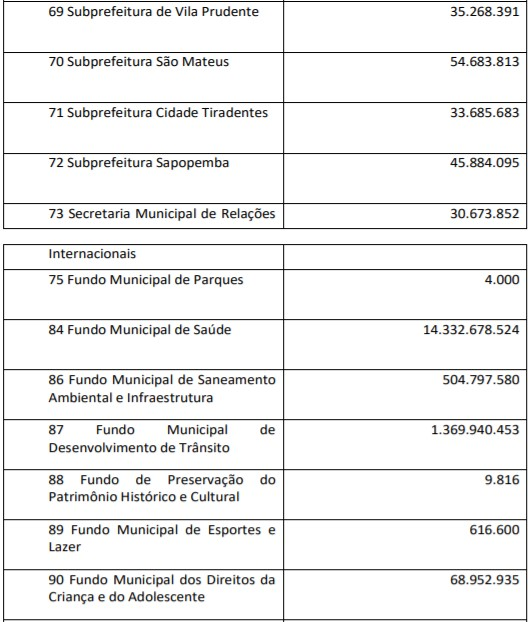 69 Subprefeitura de Vila Prudente 35.268.391
70 Subprefeitura São Mateus 54.683.813
71 Subprefeitura Cidade Tiradentes 33.685.683
72 Subprefeitura Sapopemba 45.884.095
73 Secretaria Municipal de Relações 30.673.852
Internacionais
75 Fundo Municipal de Parques 4.000
84 Fundo Municipal de Saúde 14.332.678.524
86 Fundo Municipal de Saneamento 504.797.580
Ambiental e Infraestrutura
87 Fundo Municipal de 1.369.940.453
Desenvolvimento de Trânsito
88 Fundo de Preservação do 9.816
Patrimônio Histórico e Cultural
89 Fundo Municipal de Esportes e 616.600
Lazer
90 Fundo Municipal dos Direitos da 68.952.935
Criança e do Adolescente